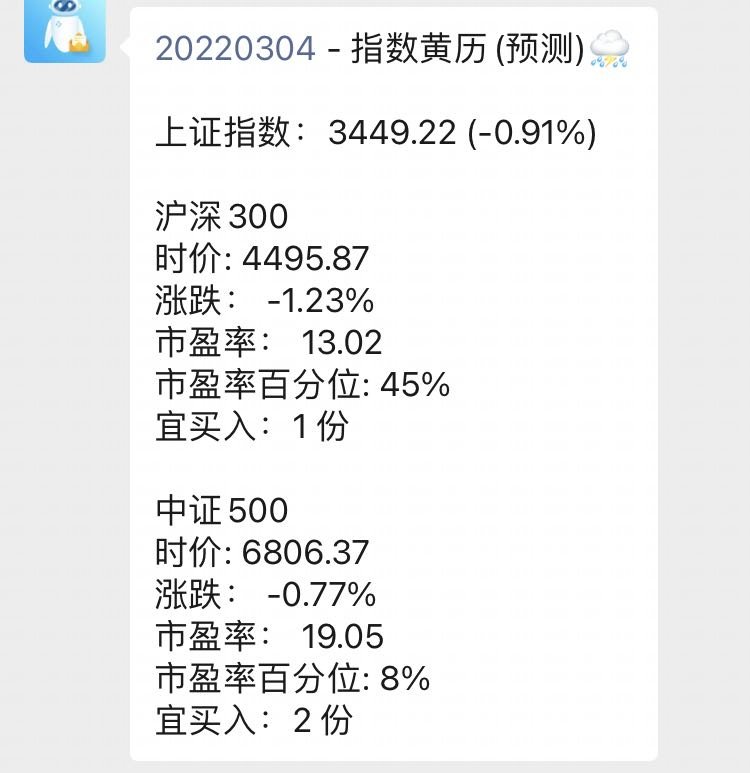 20220304 - 指数黄历 (预测)⛈️
上证指数：3449.22 (-0.91%)
沪深300
时价: 4495.87
涨跌： -1.23%
市盈率： 13.02
市盈率百分位: 45%
宜买入：1 份
中证500
时价: 6806.37
涨跌： -0.77%
市盈率： 19.05
市盈率百分位: 8%
宜买入：2 份